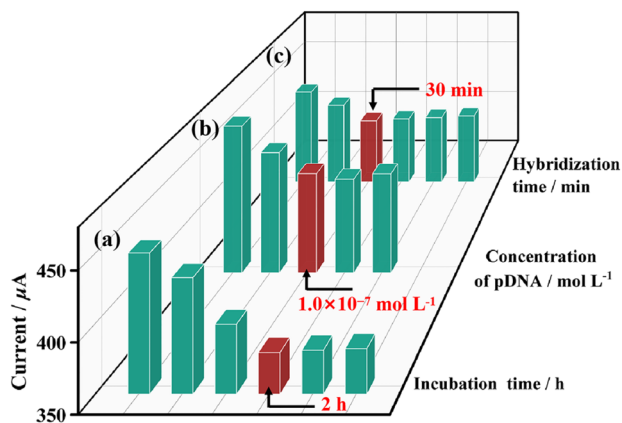 (c)
30 min
(b)
Hybridization
time / min
(a)
Concentration
of pDNA / mol L⁻¹
1.0×10⁻⁷ mol L⁻¹
Current / μA
450
400
350
Incubation time / h
2 h